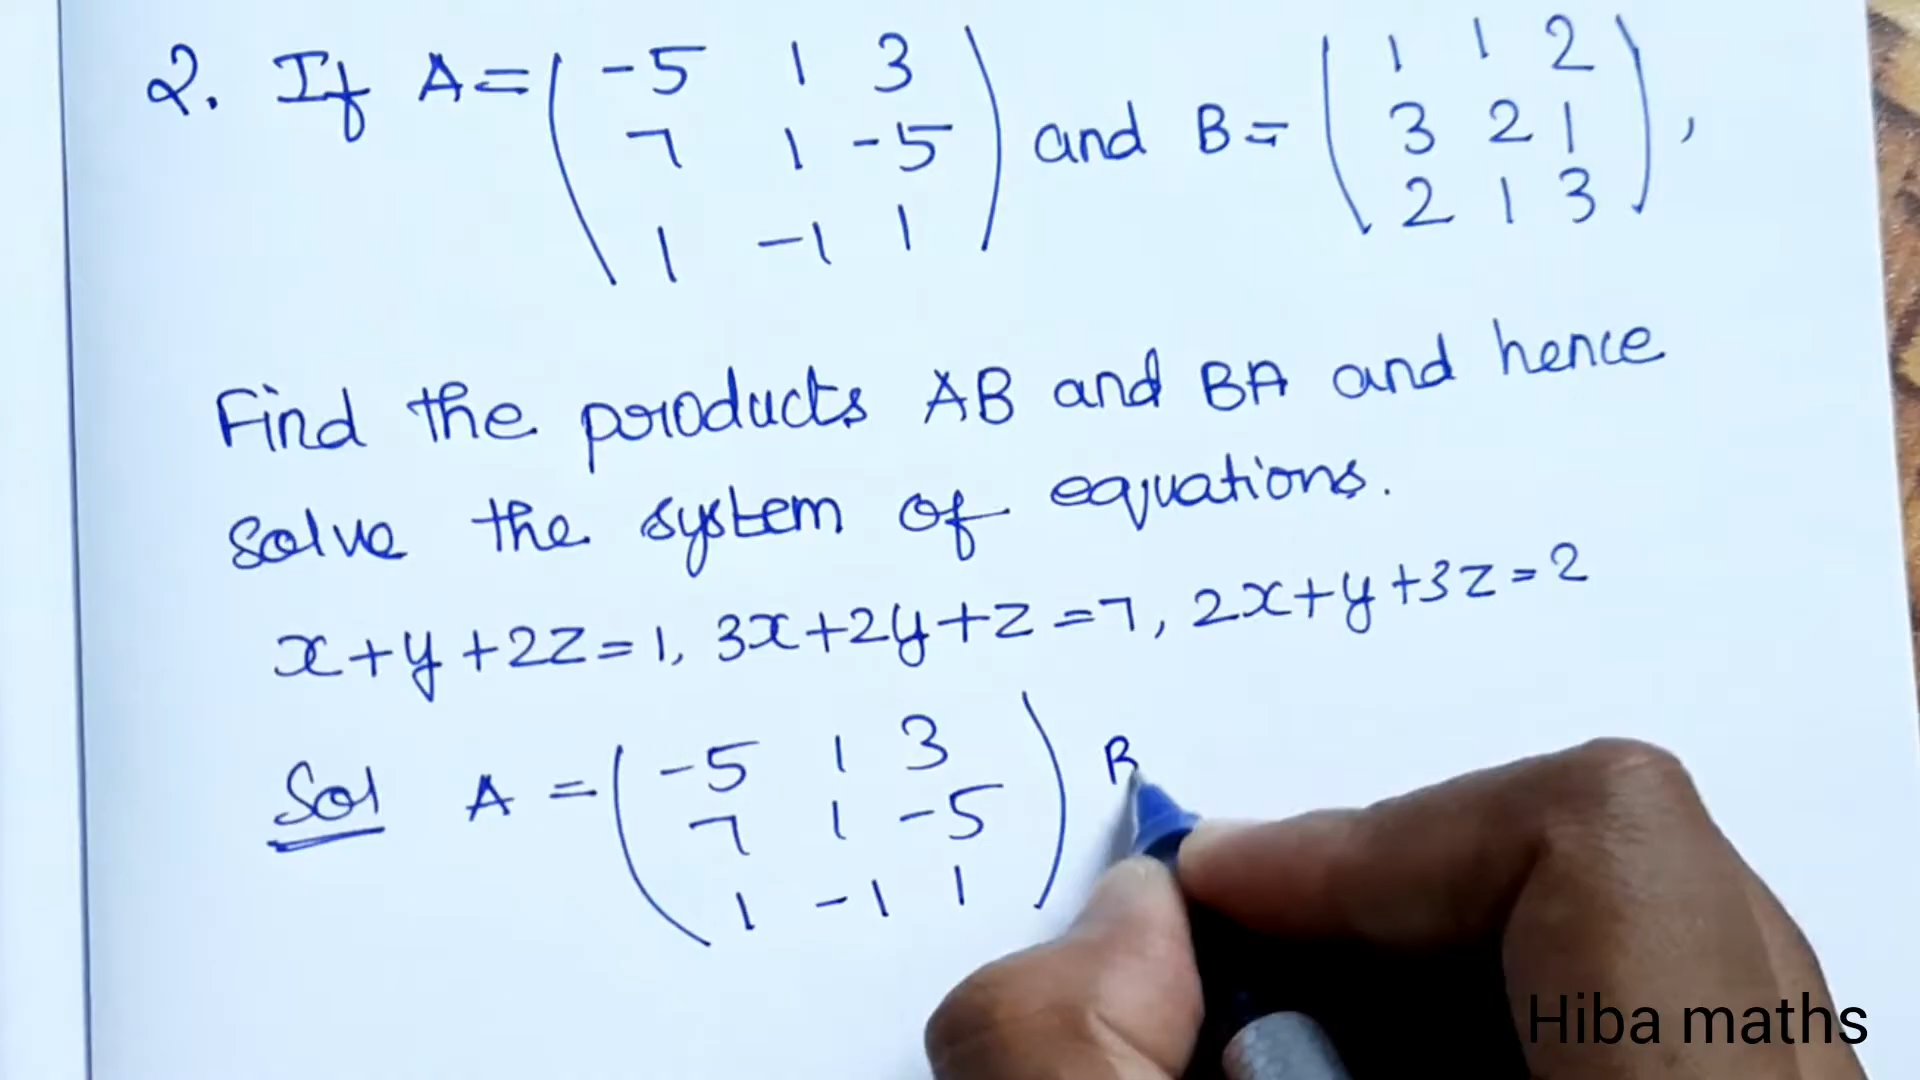 2. If A = ( -5 1 3 ) and B = ( 1 1 2 ),
7 1 -5 3 2 1
1 -1 1 2 1 3
Find the products AB and BA and hence
solve the system of equations.
x+y+2z=1, 3x+2y+z=7, 2x+y+3z=2
Sol A = ( -5 1 3 ) B
7 1 -5
1 -1 1
Hiba maths